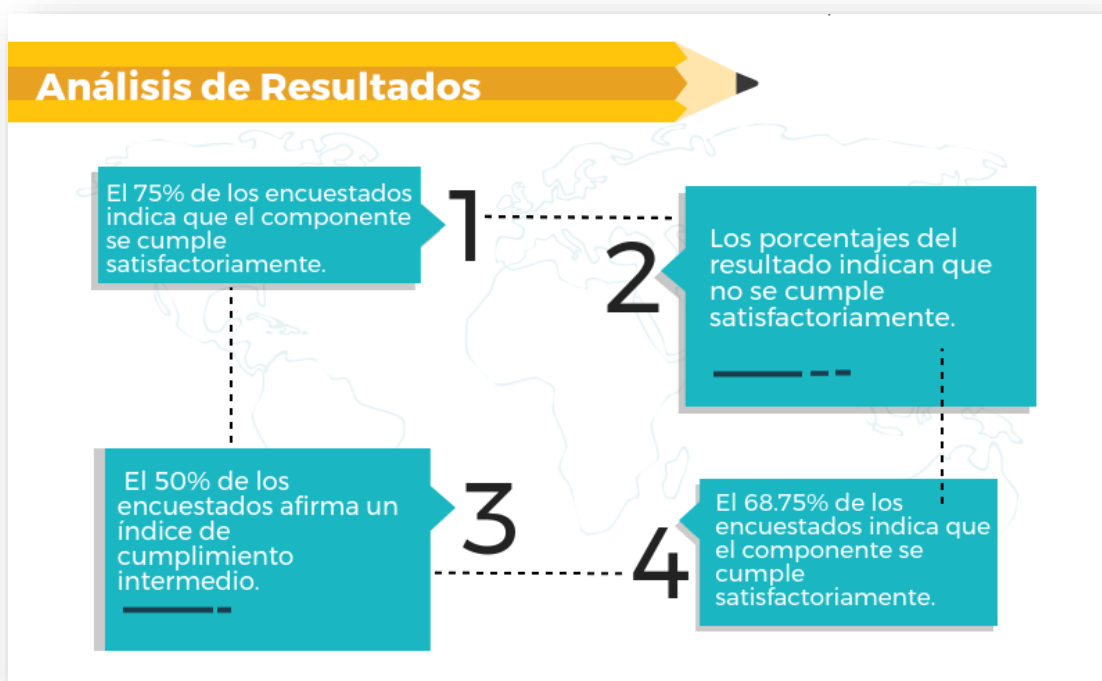 Análisis de Resultados
El 75% de los encuestados
indica que el componente
se cumple
satisfactoriamente.
1
2
Los porcentajes del
resultado indican que
no se cumple
satisfactoriamente.
El 50% de los
encuestados afirma un
índice de
cumplimiento
intermedio.
3
4
El 68.75% de los
encuestados indica que
el componente se
cumple
satisfactoriamente.